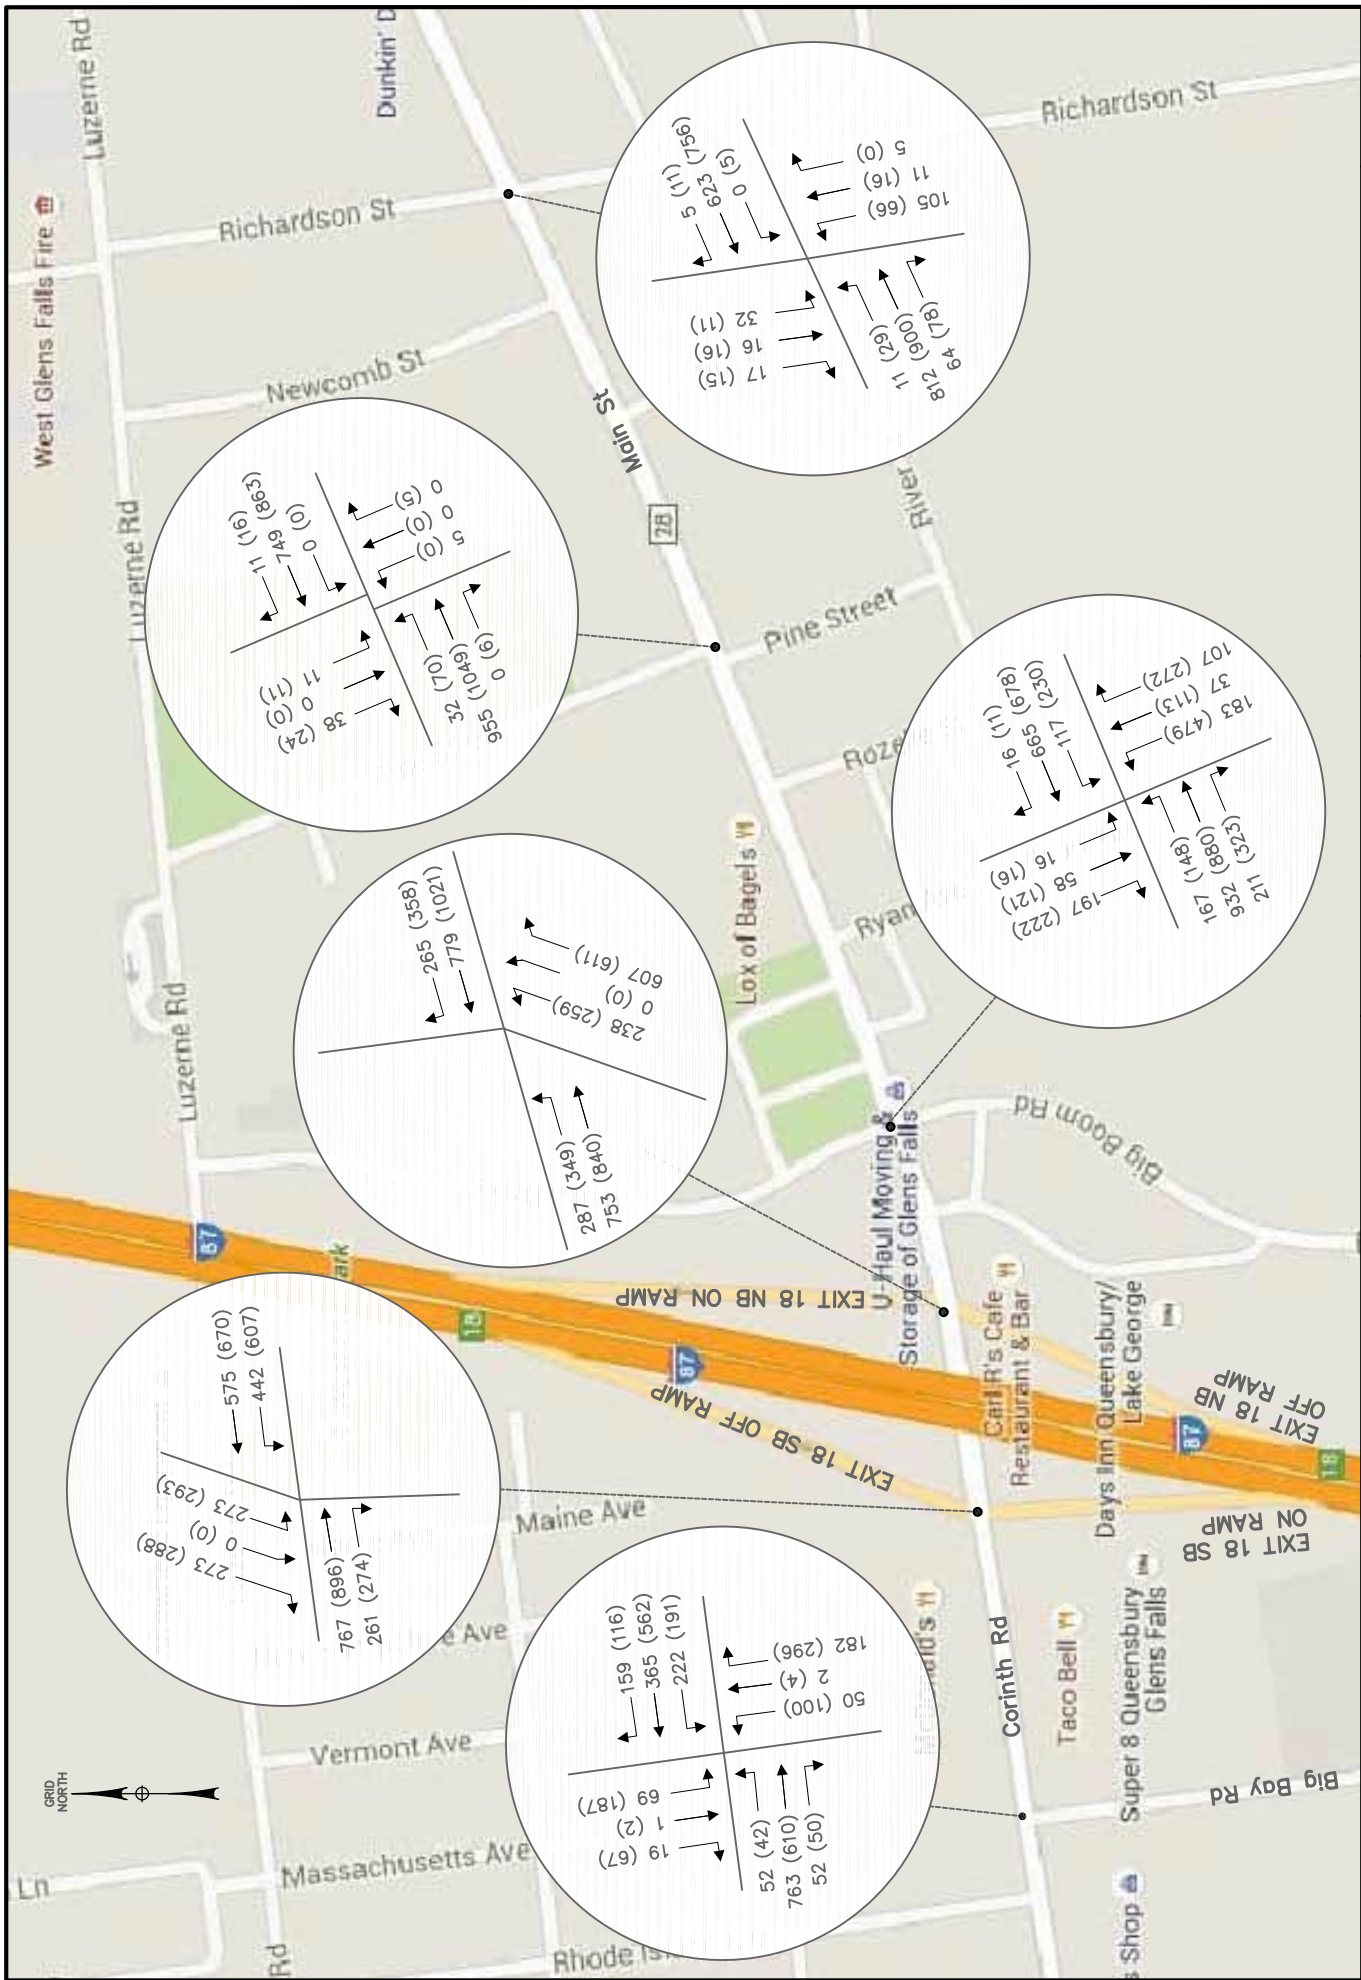 Luzerne Rd
Dunkin' D
West Glens Falls Fire
Richardson St
Richardson St
Newcomb St
Main St
28
River
Pine Street
Luzerne Rd
5 (11)
623 (756)
0 (5)
5 (0)
11 (16)
105 (66)
32 (11)
16 (16)
17 (15)
11 (29)
812 (900)
64 (78)
11 (16)
749 (863)
0 (0)
0 (5)
0 (0)
5 (0)
11 (11)
0 (0)
38 (24)
32 (70)
955 (1049)
0 (6)
Lox of Bagels
Ryan
16 (11)
665 (678)
117 (230)
107 (272)
37 (113)
183 (479)
16 (16)
58 (121)
197 (222)
167 (148)
932 (880)
211 (323)
Luzerne Rd
265 (358)
779 (1021)
607 (611)
0 (0)
238 (259)
287 (349)
753 (840)
Big Boom Rd
U-Haul Moving &
Storage of Glens Falls
87
18
87
87
18
EXIT 18 NB ON RAMP
EXIT 18 SB OFF RAMP
EXIT 18 NB
OFF RAMP
EXIT 18 SB
ON RAMP
Carl R's Cafe
Restaurant & Bar
Days Inn Queensbury/
Lake George
575 (670)
442 (607)
273 (293)
0 (0)
273 (288)
767 (896)
261 (274)
Maine Ave
Ave
Vermont Ave
Massachusetts Ave
Ln
Rd
Corinth Rd
Taco Bell
Super 8 Queensbury
Glens Falls
Big Bay Rd
Shop
159 (116)
365 (562)
222 (191)
182 (296)
2 (4)
50 (100)
69 (187)
1 (2)
19 (67)
52 (42)
763 (610)
52 (50)
GRID
NORTH